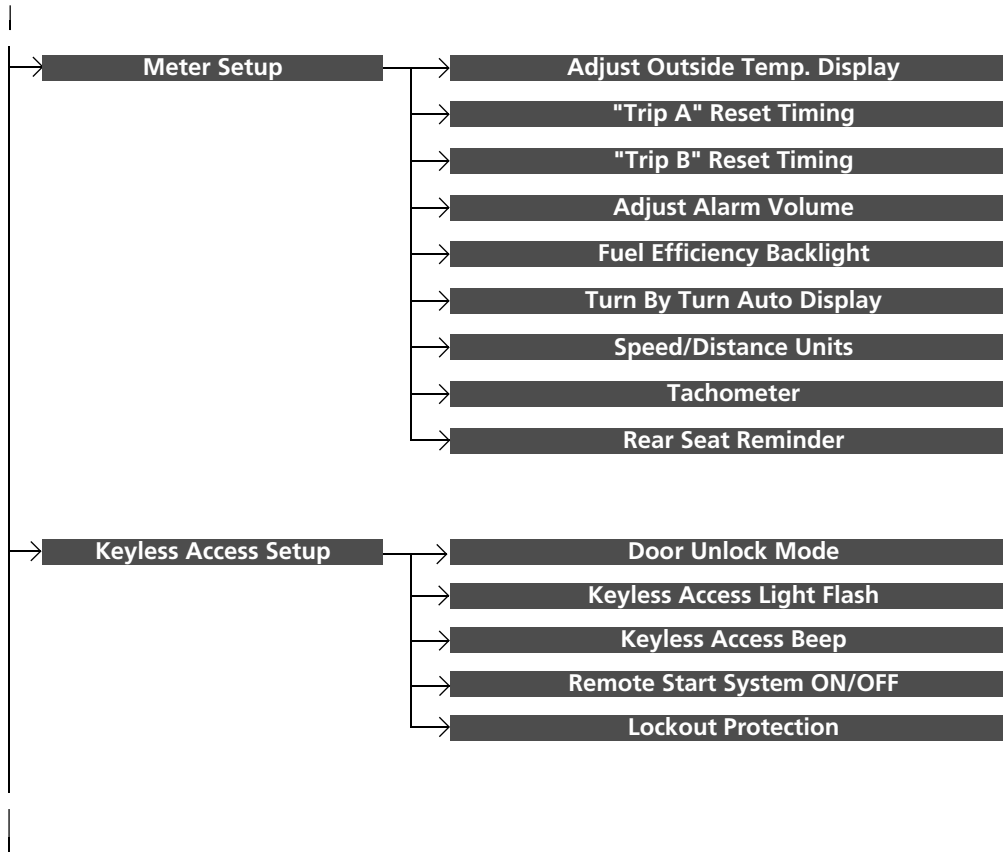 Meter Setup
Adjust Outside Temp. Display
"Trip A" Reset Timing
"Trip B" Reset Timing
Adjust Alarm Volume
Fuel Efficiency Backlight
Turn By Turn Auto Display
Speed/Distance Units
Tachometer
Rear Seat Reminder
Keyless Access Setup
Door Unlock Mode
Keyless Access Light Flash
Keyless Access Beep
Remote Start System ON/OFF
Lockout Protection